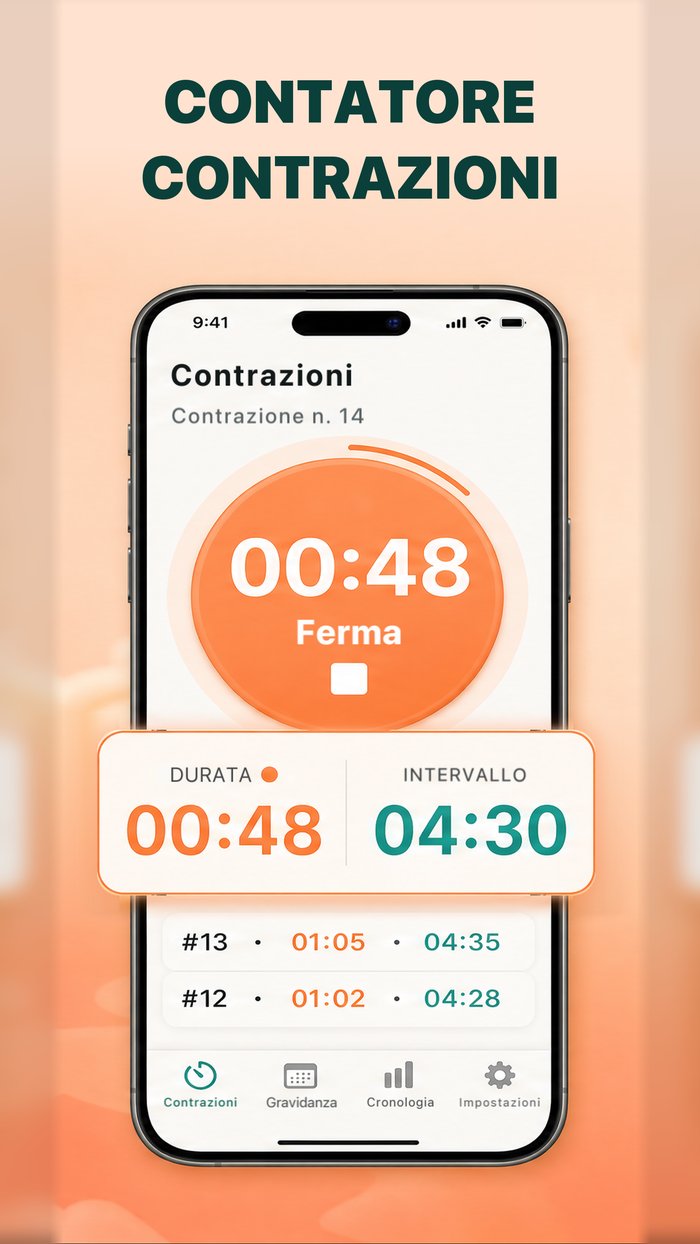 CONTATORE
CONTRAZIONI
9:41
Contrazioni
Contrazione n. 14
00:48
Ferma
DURATA
INTERVALLO
00:48
04:30
#13 • 01:05 • 04:35
#12 • 01:02 • 04:28
Contrazioni
Gravidanza
Cronologia
Impostazioni